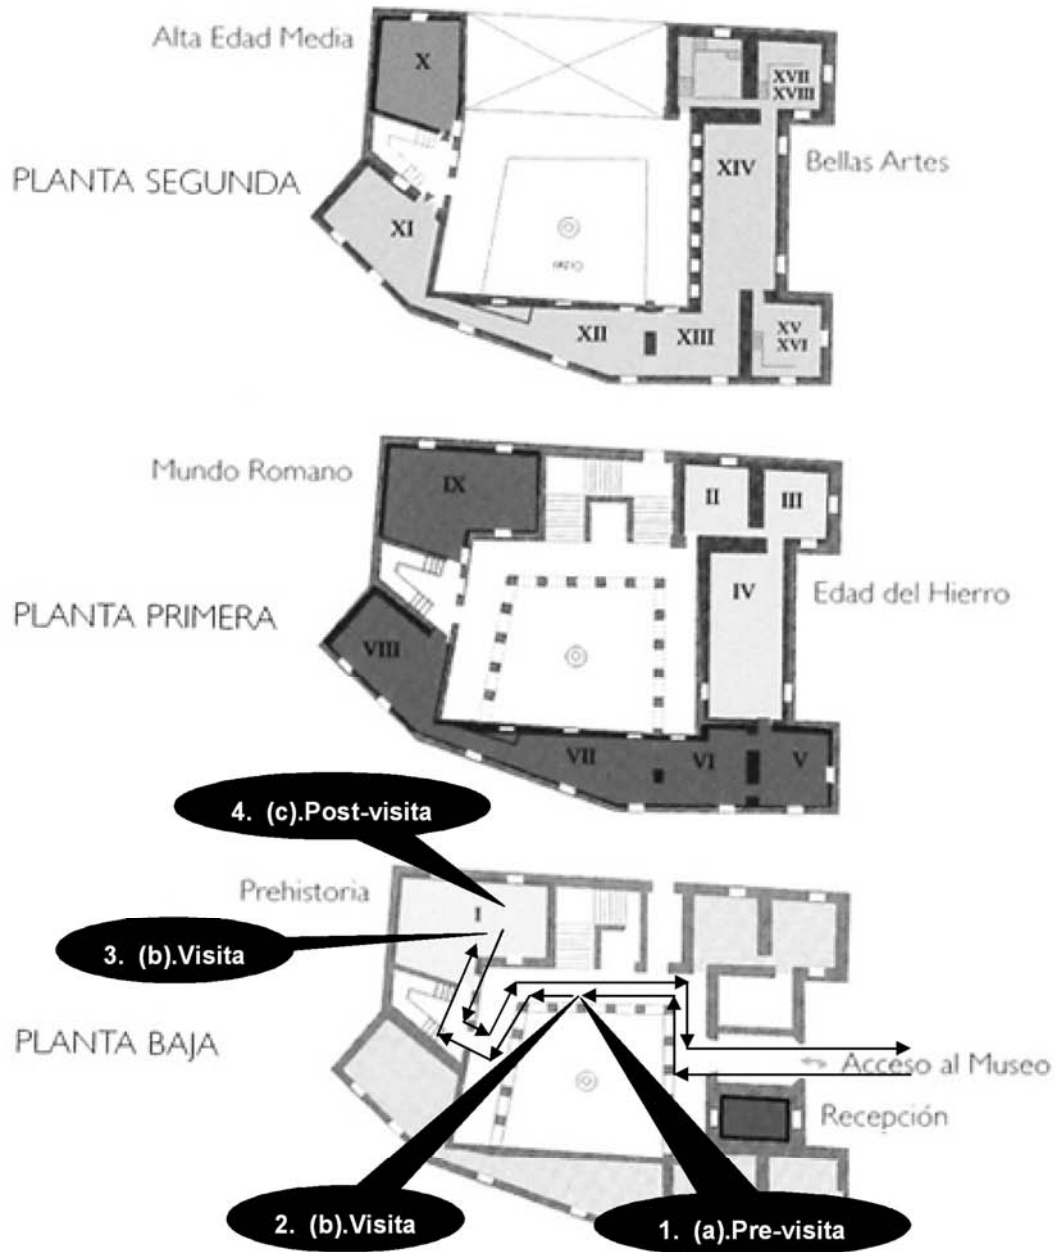 Alta Edad Media
X
XVII
XVIII
XIV
Bellas Artes
PLANTA SEGUNDA
XI
XII
XIII
XV
XVI
Mundo Romano
IX
II
III
IV
Edad del Hierro
PLANTA PRIMERA
VIII
VII
VI
V
4. (c).Post-visita
Prehistoria
I
3. (b).Visita
PLANTA BAJA
Acceso al Museo
Recepción
2. (b).Visita
1. (a).Pre-visita